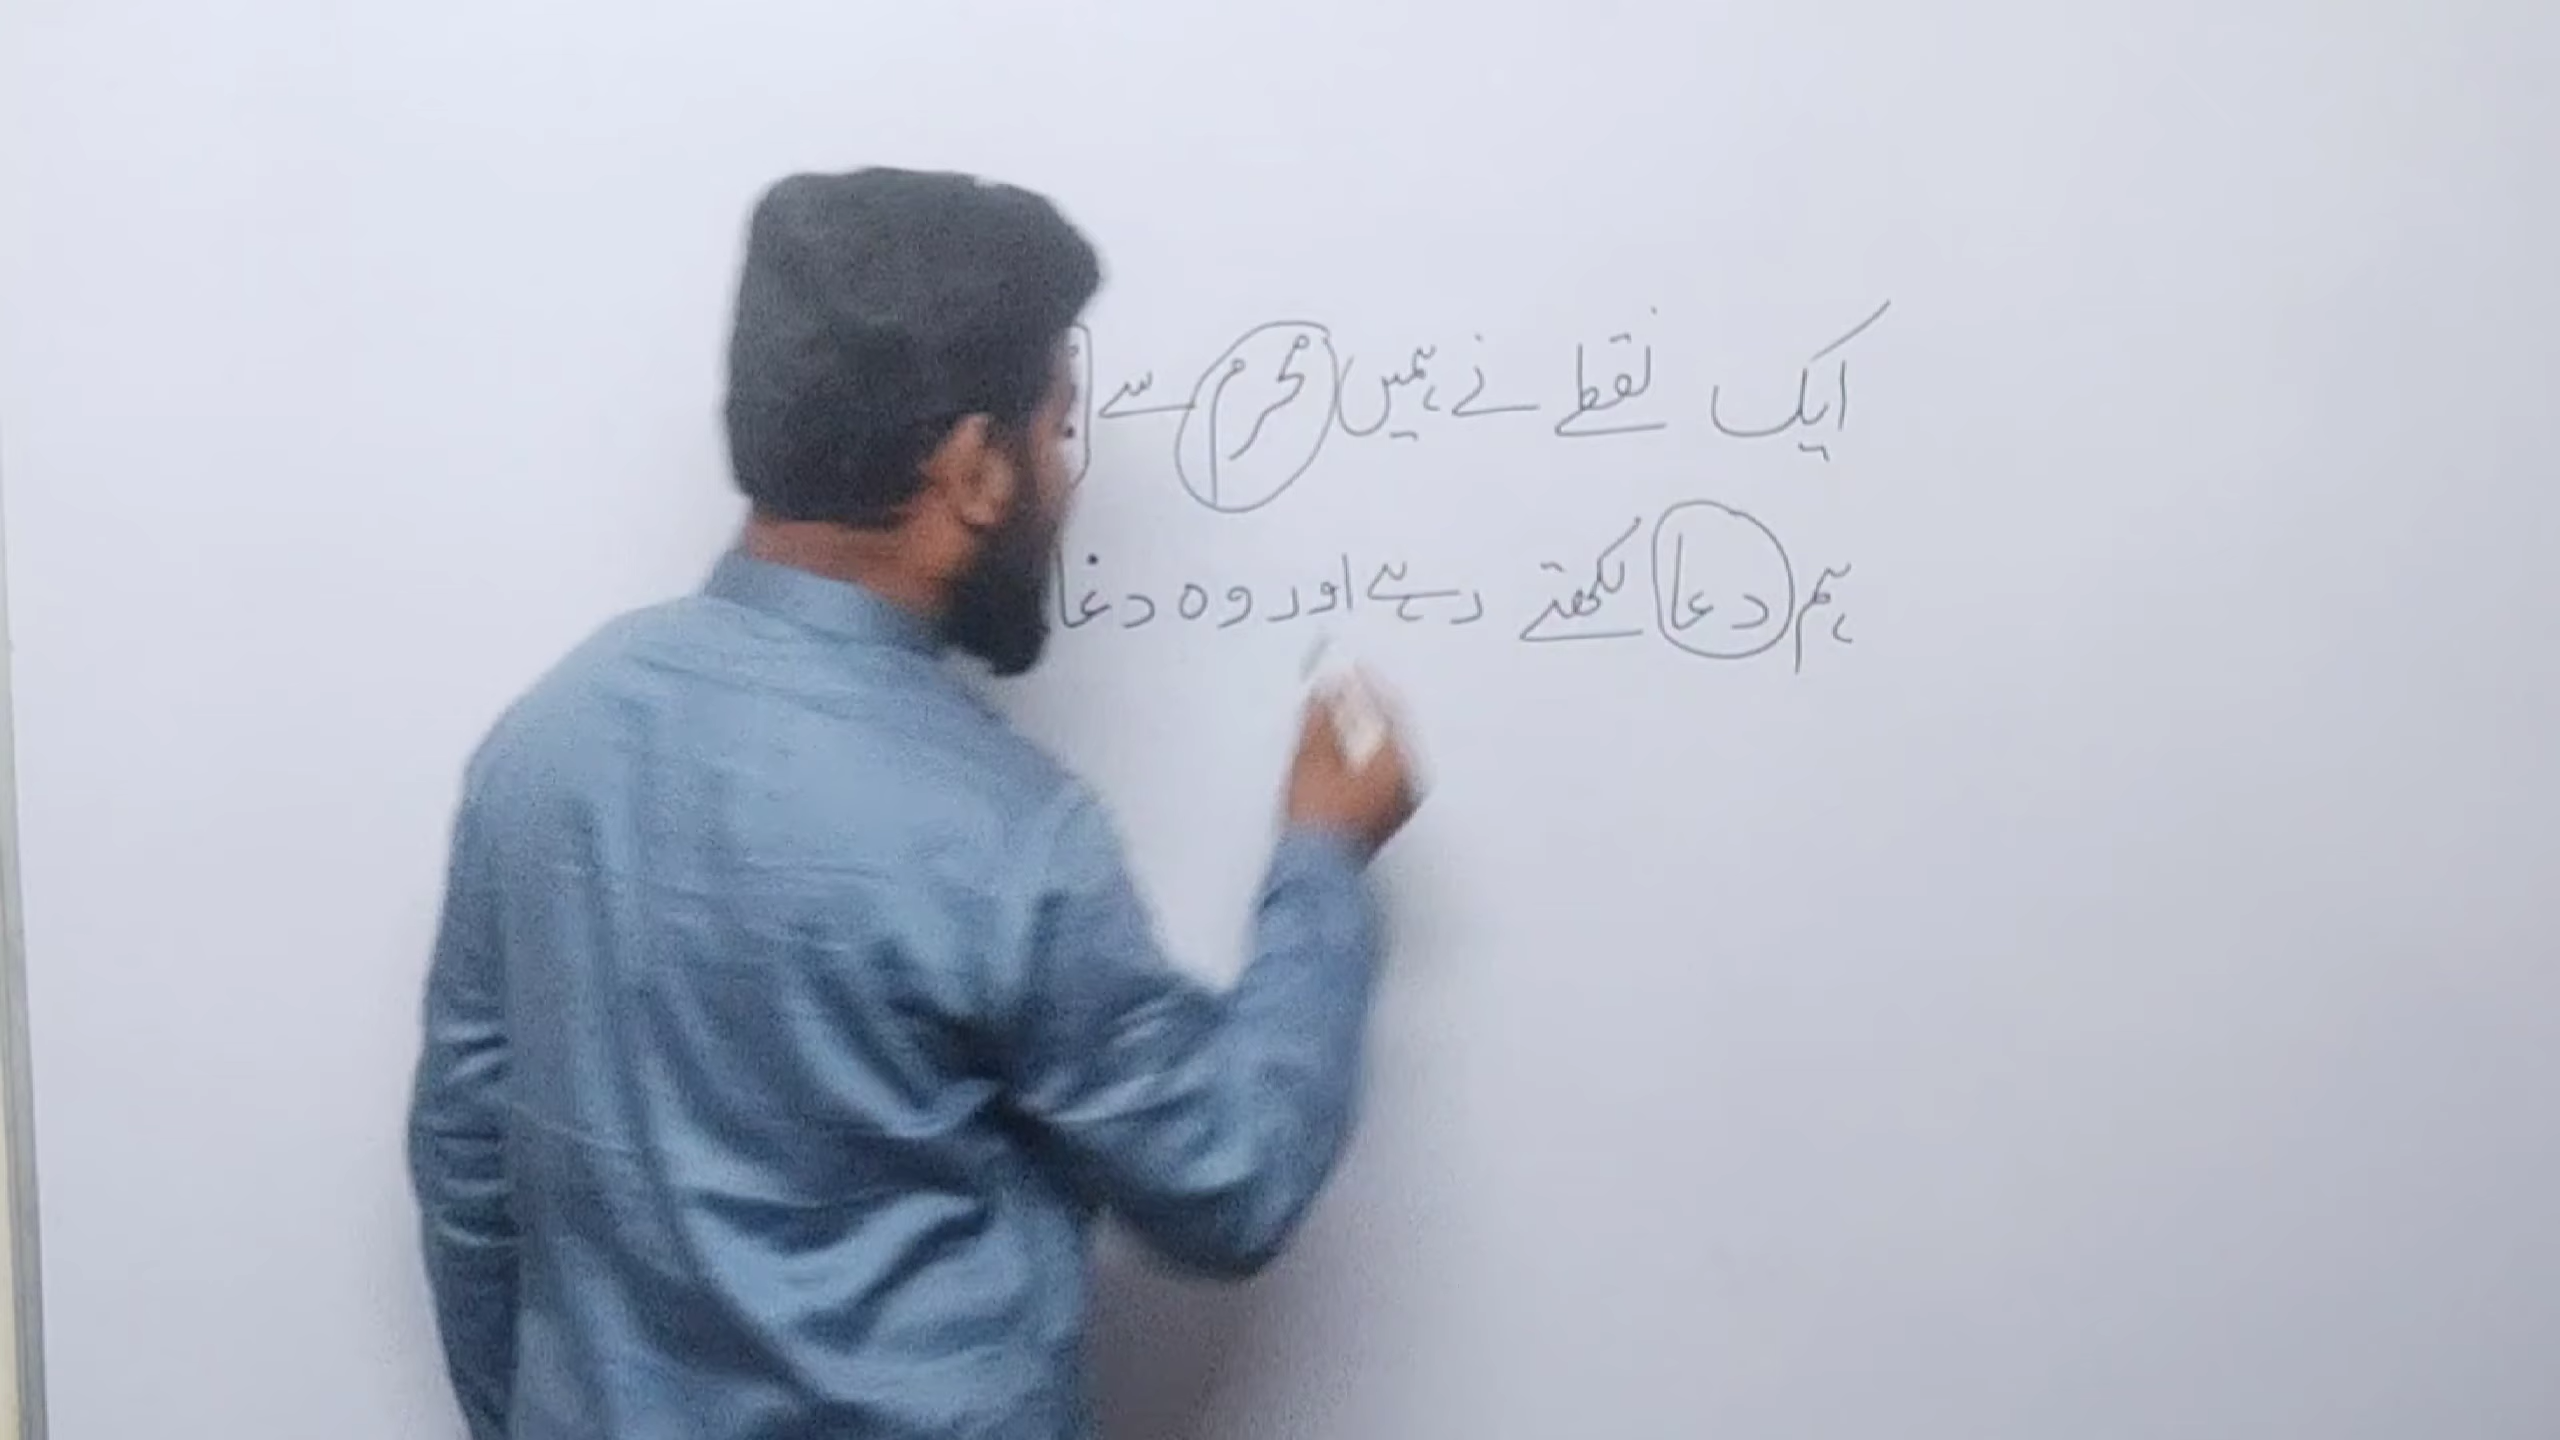 ایک نقطے نے ہمیں محرم سے
ہم دعا لکھتے رہے اور وہ دغا